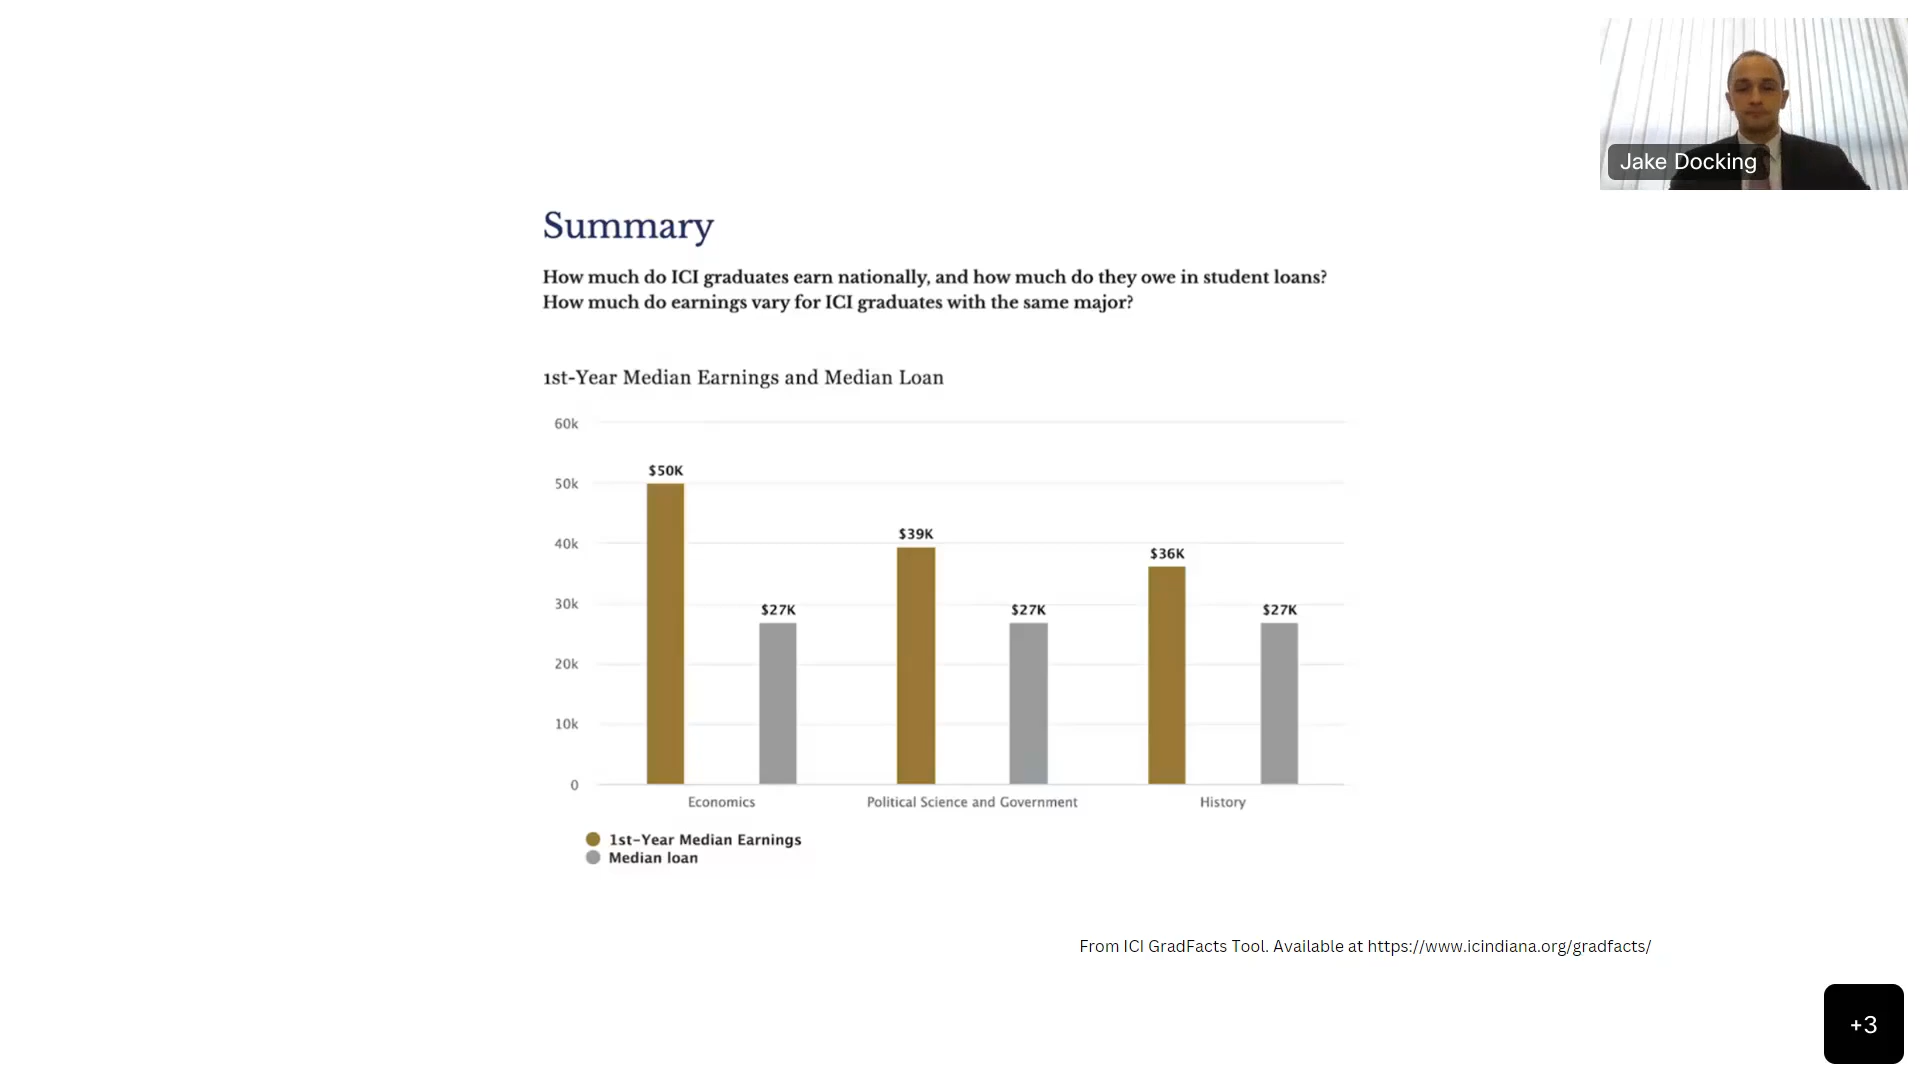 Jake Docking
Summary
How much do ICI graduates earn nationally, and how much do they owe in student loans?
How much do earnings vary for ICI graduates with the same major?
1st-Year Median Earnings and Median Loan
60k
50k
40k
30k
20k
10k
0
$50K
$27K
$39K
$27K
$36K
$27K
Economics
Political Science and Government
History
1st-Year Median Earnings
Median loan
From ICI GradFacts Tool. Available at https://www.icindiana.org/gradfacts/
+3